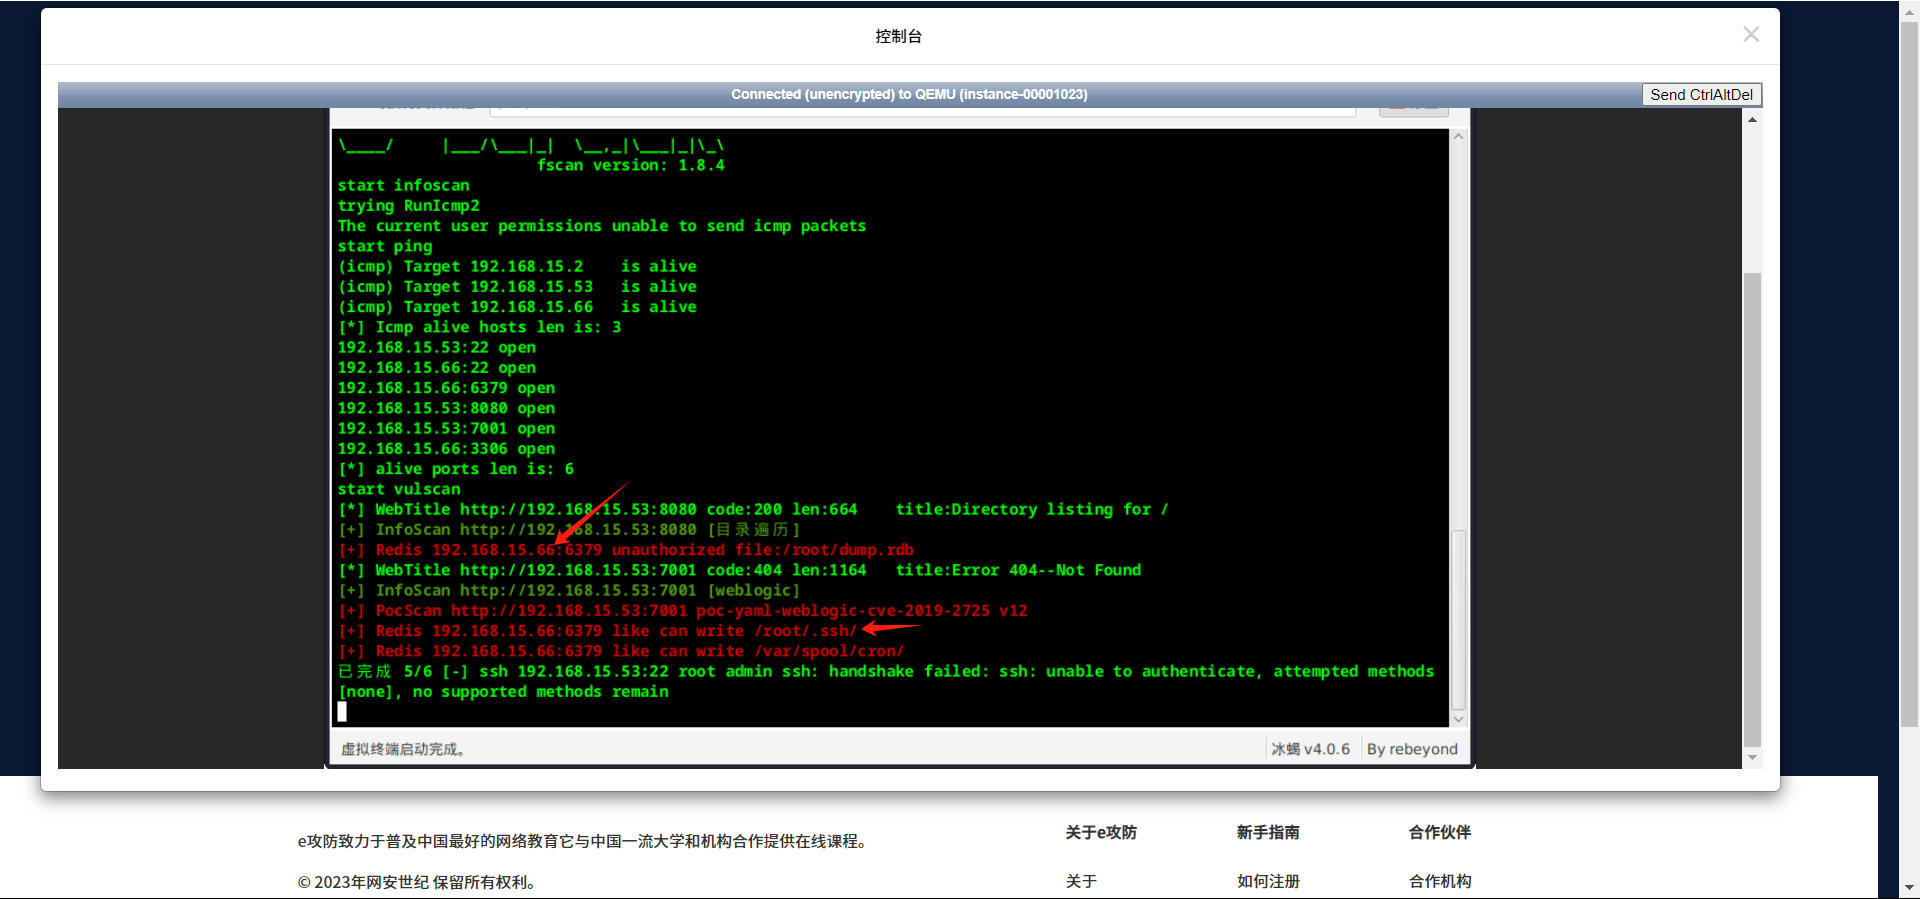 控制台
Connected (unencrypted) to QEMU (instance-00001023)
Send CtrlAltDel
\____/     |___/\___|_|  \__,_|\___|_|\_\
fscan version: 1.8.4
start infoscan
trying RunIcmp2
The current user permissions unable to send icmp packets
start ping
(icmp) Target 192.168.15.2    is alive
(icmp) Target 192.168.15.53   is alive
(icmp) Target 192.168.15.66   is alive
[*] Icmp alive hosts len is: 3
192.168.15.53:22 open
192.168.15.66:22 open
192.168.15.66:6379 open
192.168.15.53:8080 open
192.168.15.53:7001 open
192.168.15.66:3306 open
[*] alive ports len is: 6
start vulscan
[*] WebTitle http://192.168.15.53:8080 code:200 len:664    title:Directory listing for /
[+] InfoScan http://192.168.15.53:8080 [目录遍历]
[+] Redis 192.168.15.66:6379 unauthorized file:/root/dump.rdb
[*] WebTitle http://192.168.15.53:7001 code:404 len:1164   title:Error 404--Not Found
[+] InfoScan http://192.168.15.53:7001 [weblogic]
[+] PocScan http://192.168.15.53:7001 poc-yaml-weblogic-cve-2019-2725 v12
[+] Redis 192.168.15.66:6379 like can write /root/.ssh/
[+] Redis 192.168.15.66:6379 like can write /var/spool/cron/
已完成 5/6 [-] ssh 192.168.15.53:22 root admin ssh: handshake failed: ssh: unable to authenticate, attempted methods
[none], no supported methods remain
虚拟终端启动完成。
冰蝎 v4.0.6
By rebeyond
e攻防致力于普及中国最好的网络教育它与中国一流大学和机构合作提供在线课程。
© 2023年网安世纪 保留所有权利。
关于e攻防
新手指南
合作伙伴
关于
如何注册
合作机构